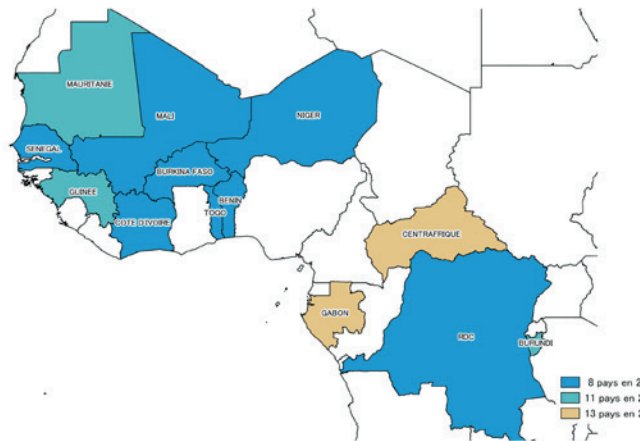 MAURITANIE
MALI
NIGER
SENEGAL
BURKINA FASO
GUINEE
BENIN
TOGO
COTE D'IVOIRE
CENTRAFRIQUE
GABON
RDC
BURUNDI
8 pays en 2
11 pays en 2
13 pays en 2